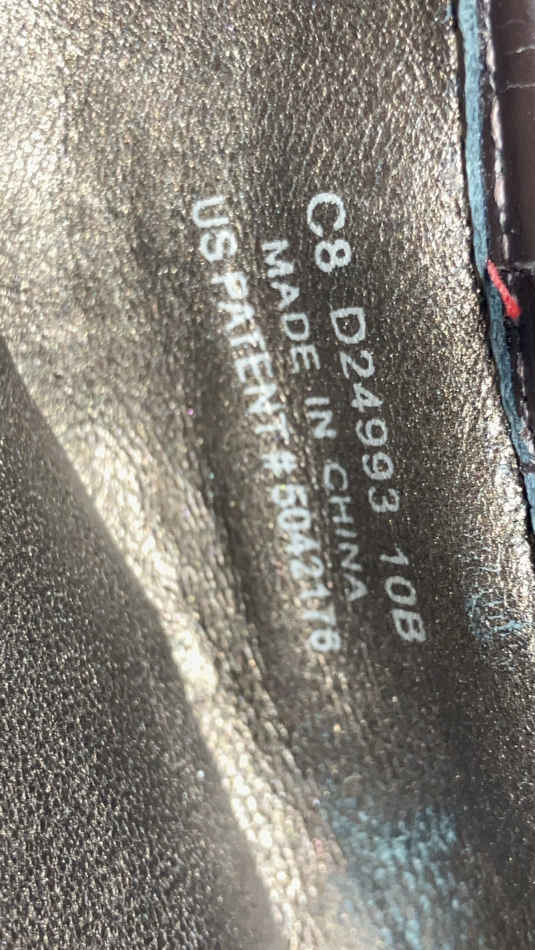 C8 D24993 10B
MADE IN CHINA
US PATENT # 5042176